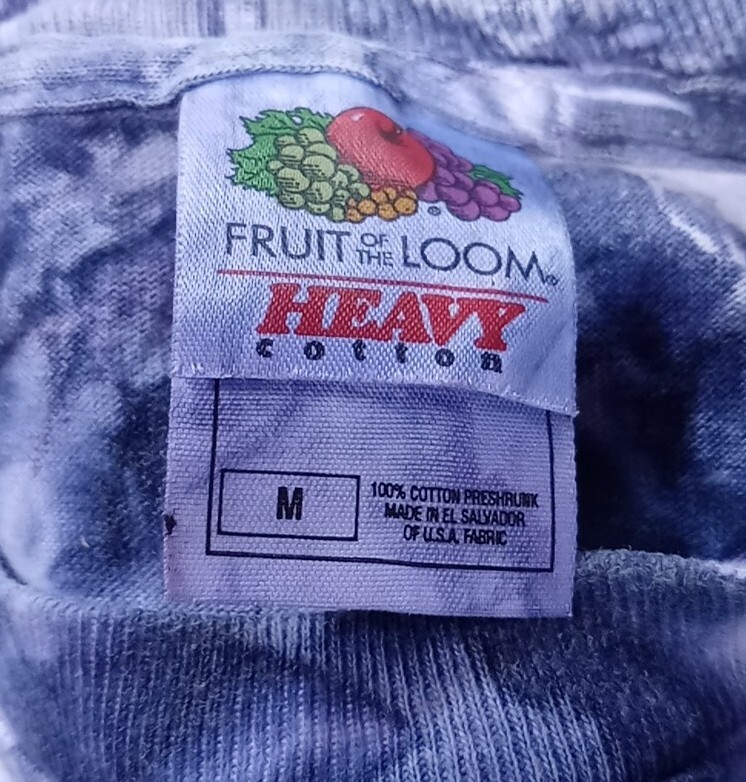 FRUIT OF THE LOOM®
HEAVY
cotton
M
100% COTTON PRESHRUNK
MADE IN EL SALVADOR
OF U.S.A. FABRIC